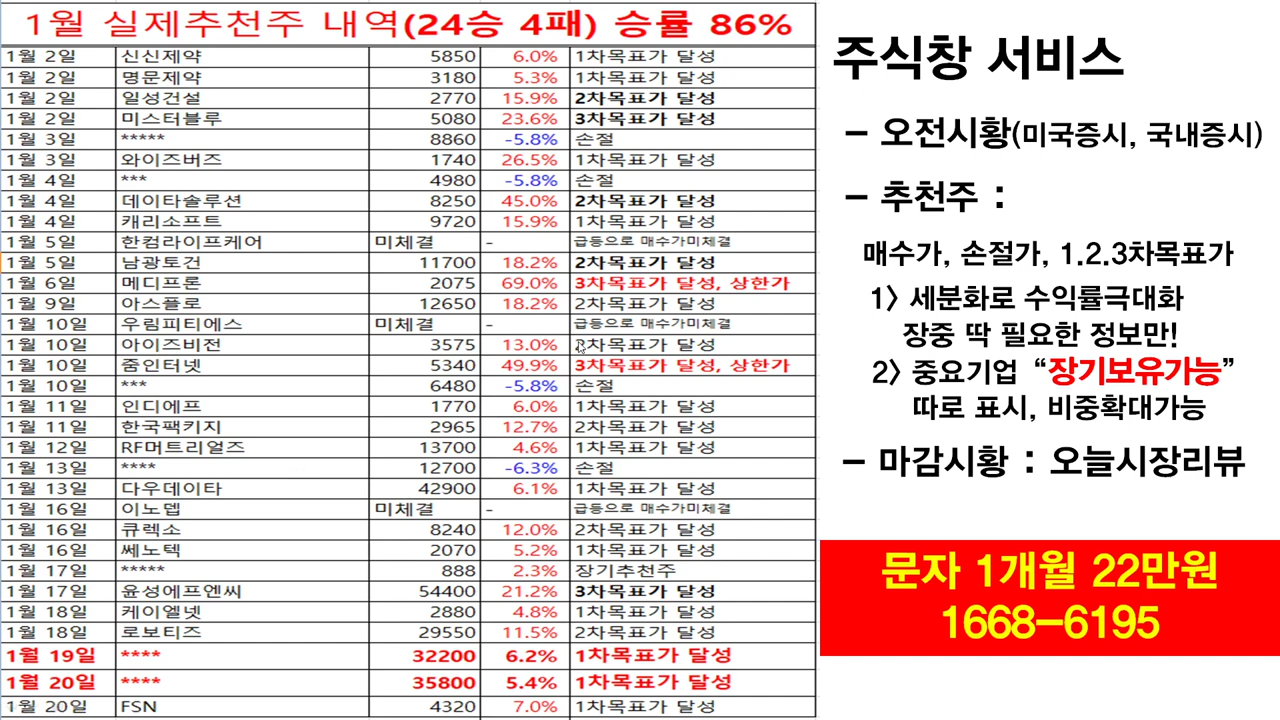 1월 실제추천주 내역(24승 4패) 승률 86%
1월 2일 신신제약 5850 6.0% 1차목표가 달성
1월 2일 명문제약 3180 5.3% 1차목표가 달성
1월 2일 일성건설 2770 15.9% 2차목표가 달성
1월 2일 미스터블루 5080 23.6% 3차목표가 달성
1월 3일 ***** 8860 -5.8% 손절
1월 3일 와이즈버즈 1740 26.5% 1차목표가 달성
1월 4일 *** 4980 -5.8% 손절
1월 4일 데이타솔루션 8250 45.0% 2차목표가 달성
1월 4일 캐리소프트 9720 15.9% 1차목표가 달성
1월 5일 한컴라이프케어 미체결 - 급등으로 매수가미체결
1월 5일 남광토건 11700 18.2% 2차목표가 달성
1월 6일 메디프론 2075 69.0% 3차목표가 달성, 상한가
1월 9일 아스플로 12650 18.2% 2차목표가 달성
1월 10일 우림피티에스 미체결 - 급등으로 매수가미체결
1월 10일 아이즈비전 3575 13.0% 차목표가 달성
1월 10일 줌인터넷 5340 49.9% 3차목표가 달성, 상한가
1월 10일 *** 6480 -5.8% 손절
1월 11일 인디에프 1770 6.0% 1차목표가 달성
1월 11일 한국팩키지 2965 12.7% 2차목표가 달성
1월 12일 RF머트리얼즈 13700 4.6% 1차목표가 달성
1월 13일 **** 12700 -6.3% 손절
1월 13일 다우데이타 42900 6.1% 1차목표가 달성
1월 16일 이노뎁 미체결 - 급등으로 매수가미체결
1월 16일 큐렉소 8240 12.0% 2차목표가 달성
1월 16일 쎄노텍 2070 5.2% 1차목표가 달성
1월 17일 ***** 888 2.3% 장기추천주
1월 17일 윤성에프앤씨 54400 21.2% 3차목표가 달성
1월 18일 케이엘넷 2880 4.8% 1차목표가 달성
1월 18일 로보티즈 29550 11.5% 2차목표가 달성
1월 19일 **** 32200 6.2% 1차목표가 달성
1월 20일 **** 35800 5.4% 1차목표가 달성
1월 20일 FSN 4320 7.0% 1차목표가 달성
주식창 서비스
- 오전시황(미국증시, 국내증시)
- 추천주 :
매수가, 손절가, 1.2.3차목표가
1) 세분화로 수익률극대화
장중 딱 필요한 정보만!
2) 중요기업 “장기보유가능”
따로 표시, 비중확대가능
- 마감시황 : 오늘시장리뷰
문자 1개월 22만원
1668-6195